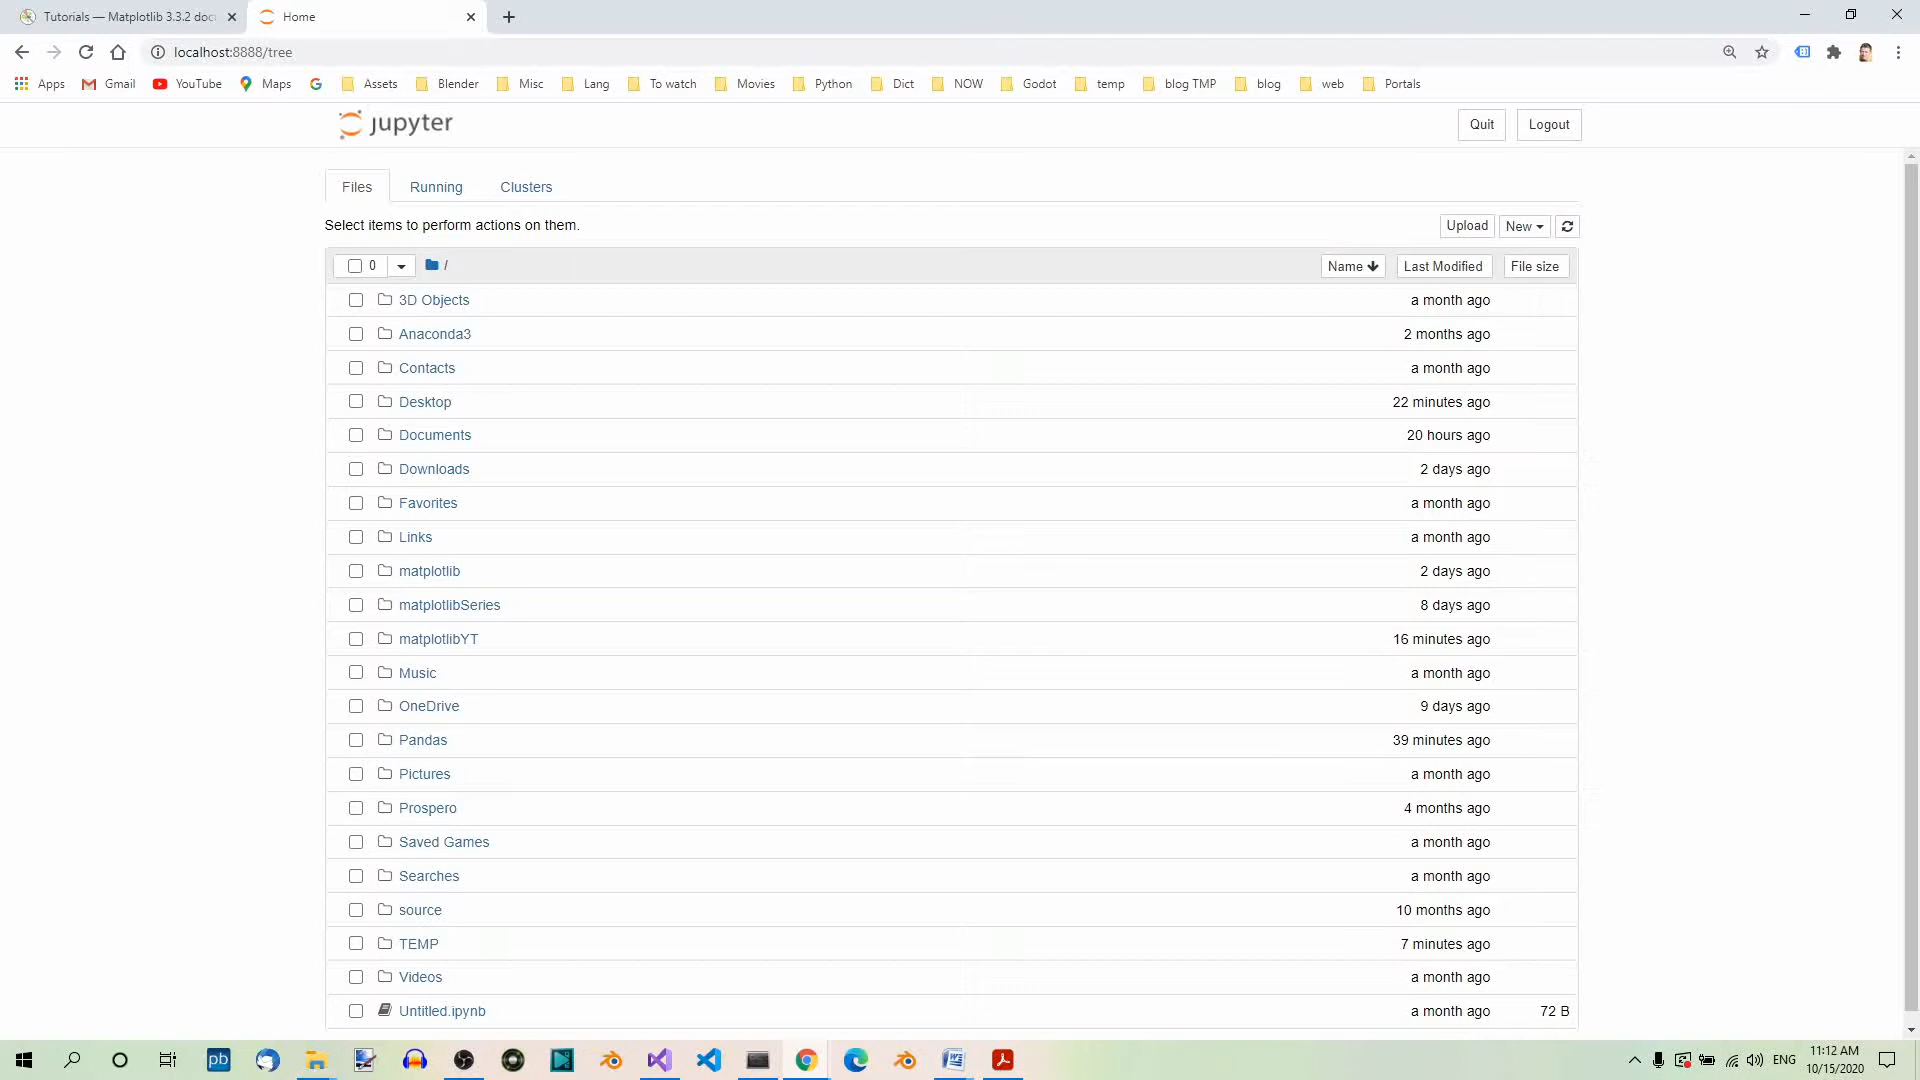 Tutorials — Matplotlib 3.3.2 doc
Home
localhost:8888/tree
Apps Gmail YouTube Maps Assets Blender Misc Lang To watch Movies Python Dict NOW Godot temp blog TMP blog web Portals
jupyter
Quit Logout
Files Running Clusters
Select items to perform actions on them.
Upload New
0 / Name Last Modified File size
3D Objects a month ago
Anaconda3 2 months ago
Contacts a month ago
Desktop 22 minutes ago
Documents 20 hours ago
Downloads 2 days ago
Favorites a month ago
Links a month ago
matplotlib 2 days ago
matplotlibSeries 8 days ago
matplotlibYT 16 minutes ago
Music a month ago
OneDrive 9 days ago
Pandas 39 minutes ago
Pictures a month ago
Prospero 4 months ago
Saved Games a month ago
Searches a month ago
source 10 months ago
TEMP 7 minutes ago
Videos a month ago
Untitled.ipynb a month ago 72 B
pb
ENG
11:12 AM
10/15/2020